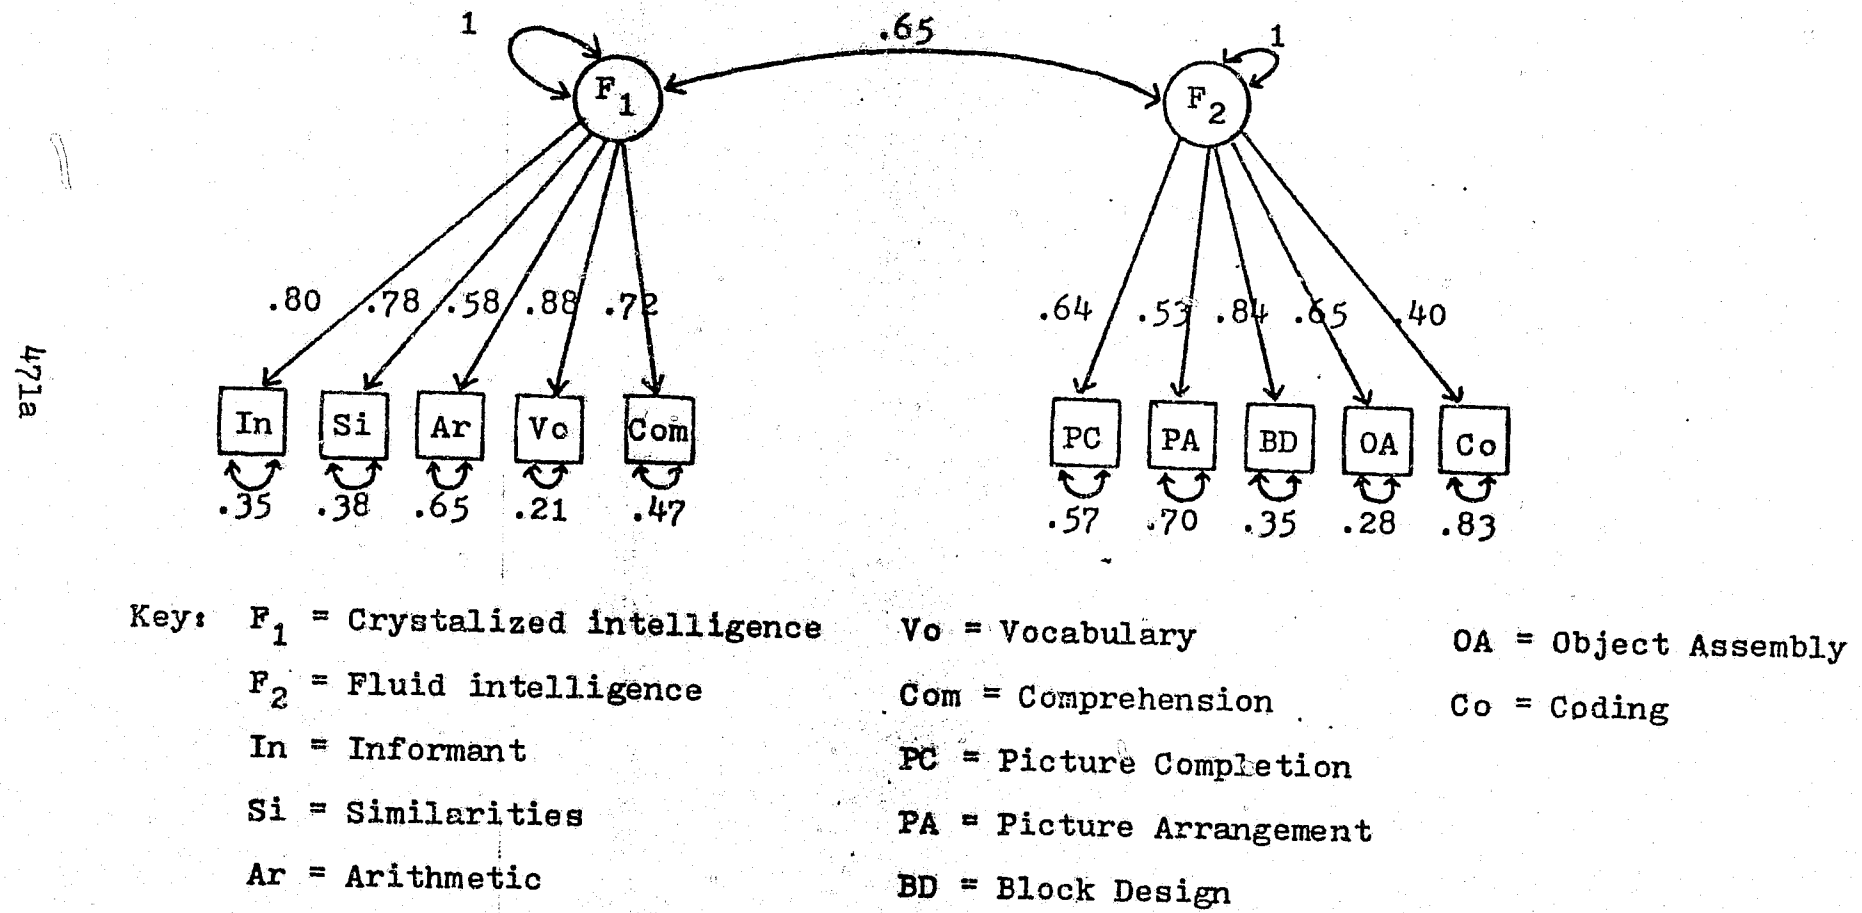 1
.65
1
F1
F2
.80 .78 .58 .88 .72
.64 .53 .84 .65 .40
In Si Ar Vo Com
PC PA BD OA Co
.35 .38 .65 .21 .47
.57 .70 .35 .28 .83
471a
Key: F1 = Crystalized intelligence
F2 = Fluid intelligence
In = Informant
Si = Similarities
Ar = Arithmetic
Vo = Vocabulary
Com = Comprehension
PC = Picture Completion
PA = Picture Arrangement
BD = Block Design
OA = Object Assembly
Co = Coding